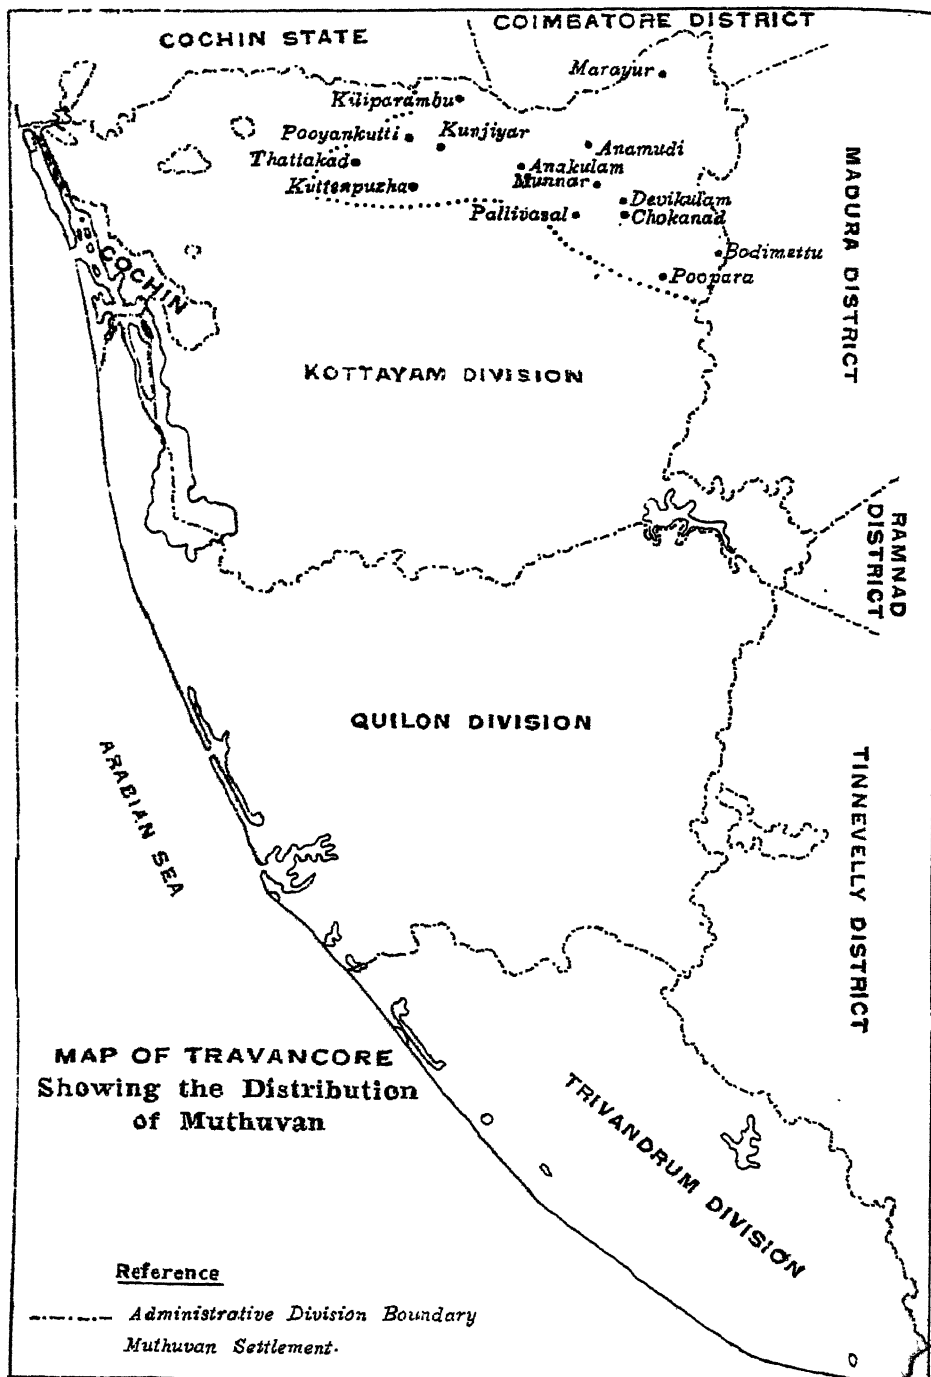 COIMBATORE DISTRICT
COCHIN STATE
Marayur
Kiliparambu
Pooyankutti
Kunjiyar
Anamudi
Thattakad
Anakulam
Munnar
Kuttenpuzha
Devikulam
Pallivasal
Chokanad
Bodimettu
Poopara
COCHIN
MADURA DISTRICT
KOTTAYAM DIVISION
RAMNAD
DISTRICT
QUILON DIVISION
ARABIAN SEA
TINNEVELLY DISTRICT
MAP OF TRAVANCORE
Showing the Distribution
of Muthuvan
TRIVANDRUM DIVISION
Reference
Administrative Division Boundary
Muthuvan Settlement.